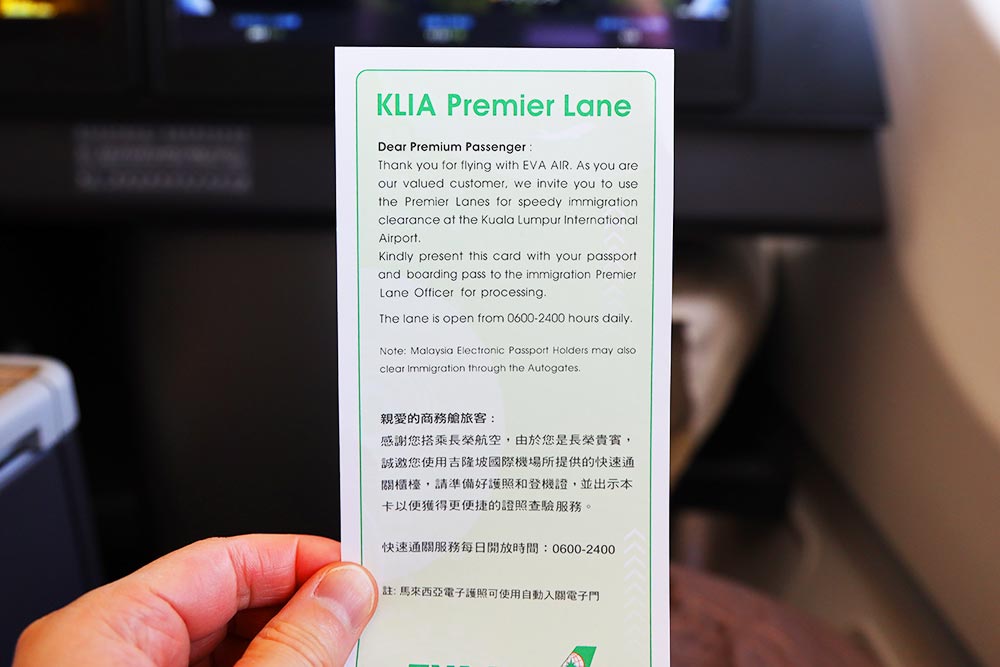 KLIA Premier Lane
Dear Premium Passenger :
Thank you for flying with EVA AIR. As you are
our valued customer, we invite you to use
the Premier Lanes for speedy immigration
clearance at the Kuala Lumpur International
Airport.
Kindly present this card with your passport
and boarding pass to the immigration Premier
Lane Officer for processing.
The lane is open from 0600-2400 hours daily.
Note: Malaysia Electronic Passport Holders may also
clear Immigration through the Autogates.
親愛的商務艙旅客：
感謝您搭乘長榮航空，由於您是長榮貴賓，
誠邀您使用吉隆坡國際機場所提供的快速通
關櫃檯，請準備好護照和登機證，並出示本
卡以便獲得更便捷的證照查驗服務。
快速通關服務每日開放時間：0600-2400
註: 馬來西亞電子護照可使用自動入關電子門